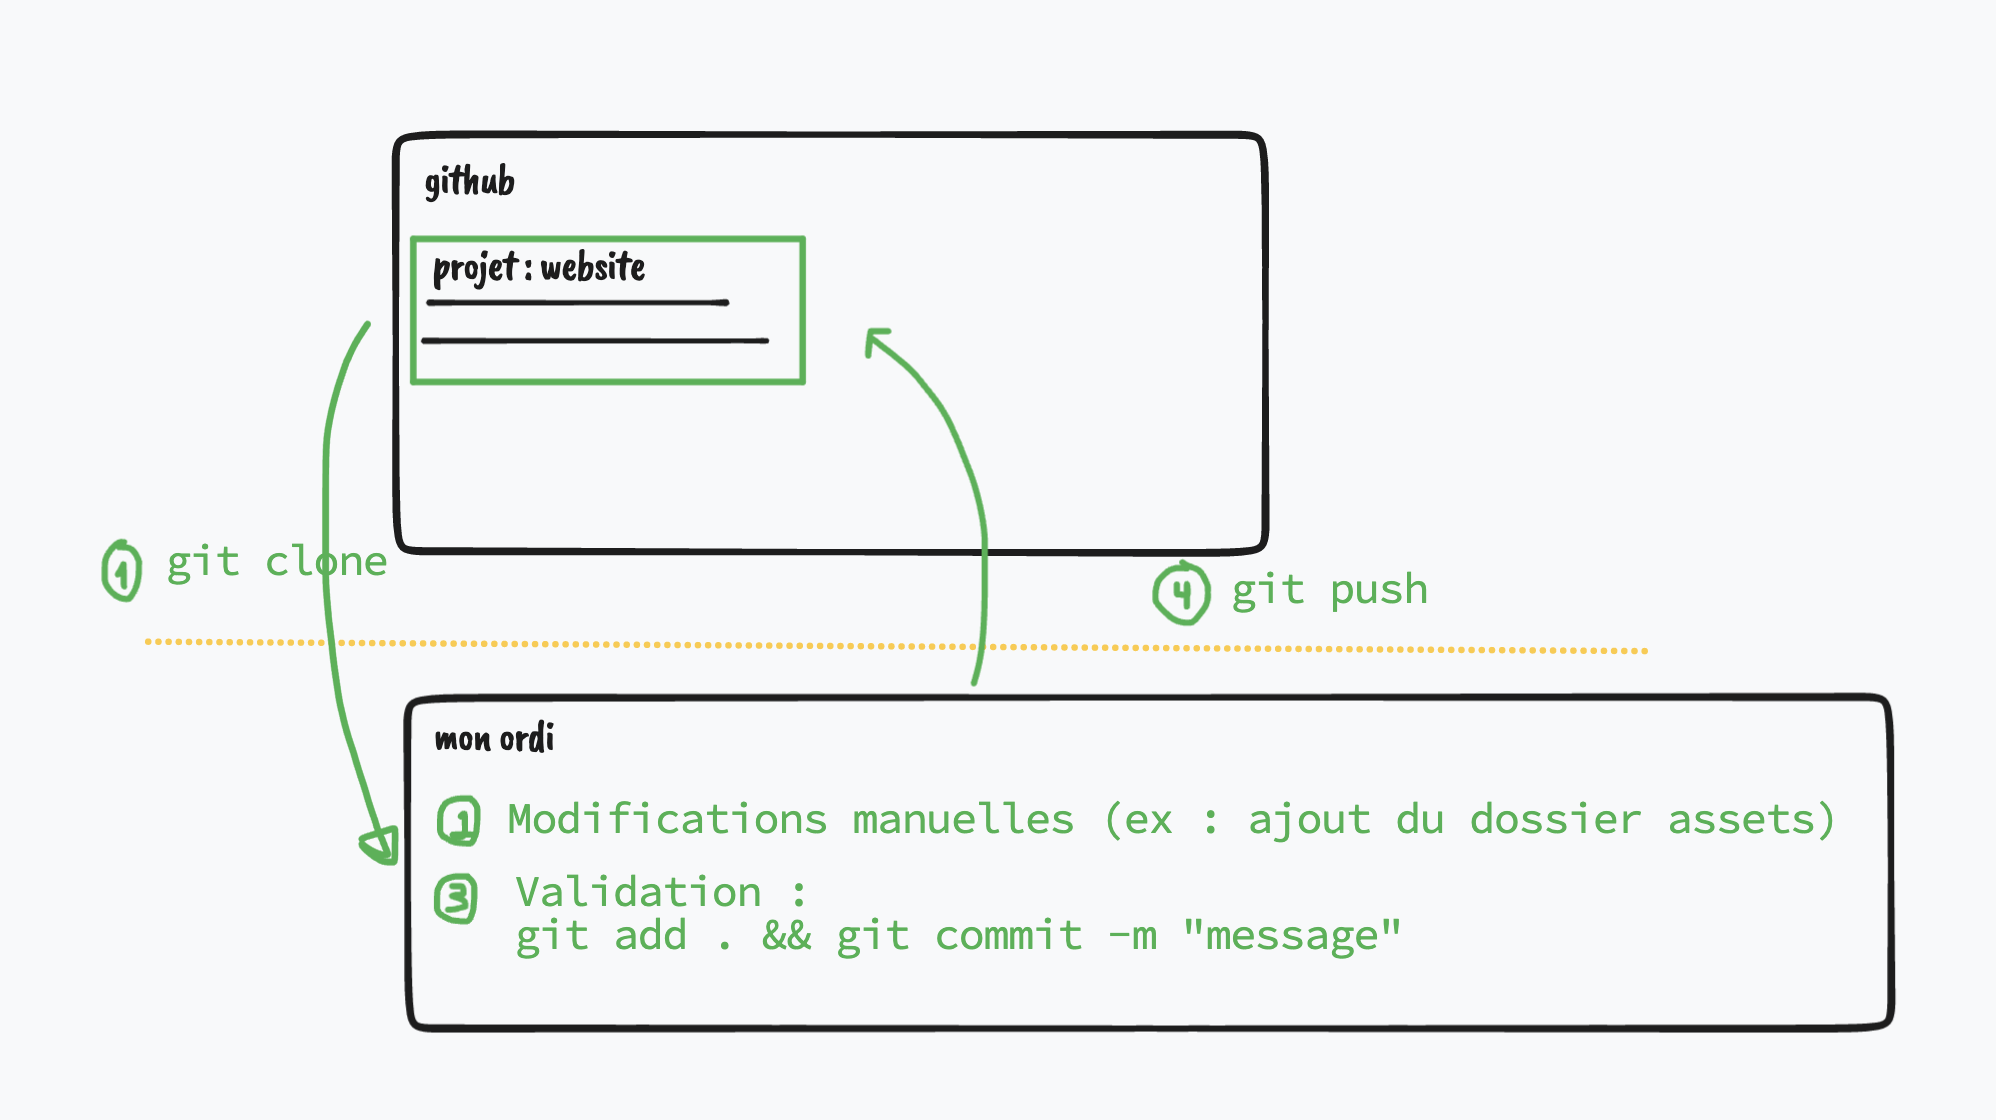 github
projet : website
1 git clone
4 git push
mon ordi
2 Modifications manuelles (ex : ajout du dossier assets)
3 Validation :
git add . && git commit -m "message"